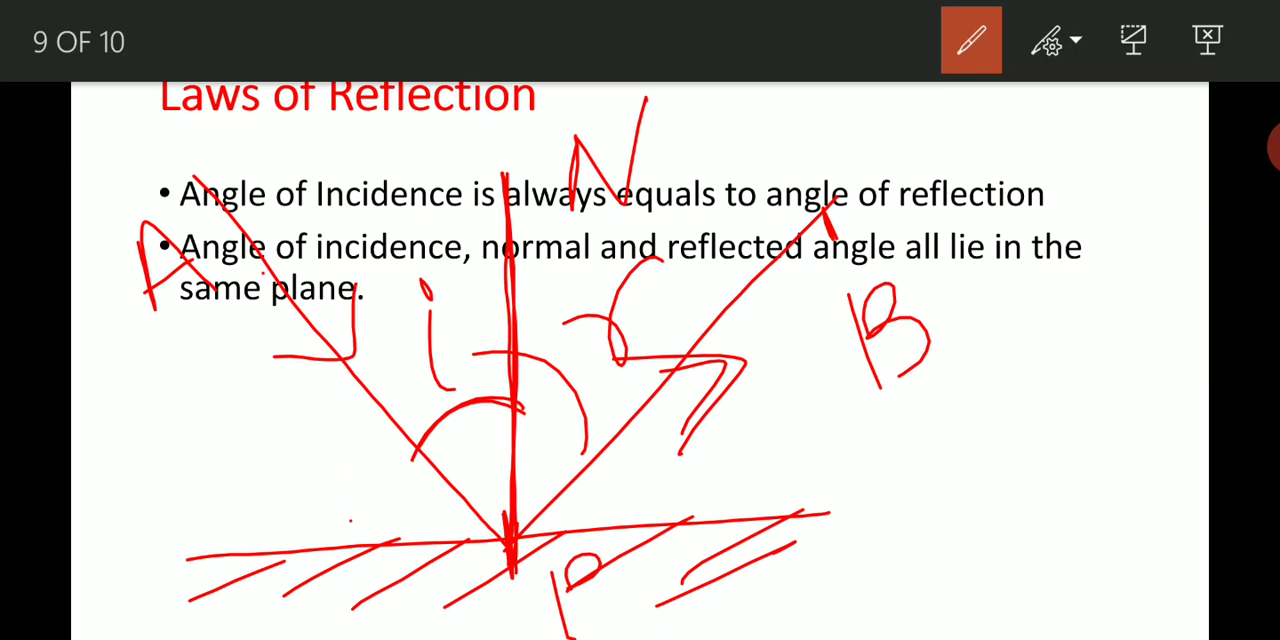 9 OF 10
Laws of Reflection
N
• Angle of Incidence is always equals to angle of reflection
A
• Angle of incidence, normal and reflected angle all lie in the
same plane.
i
r
B
P